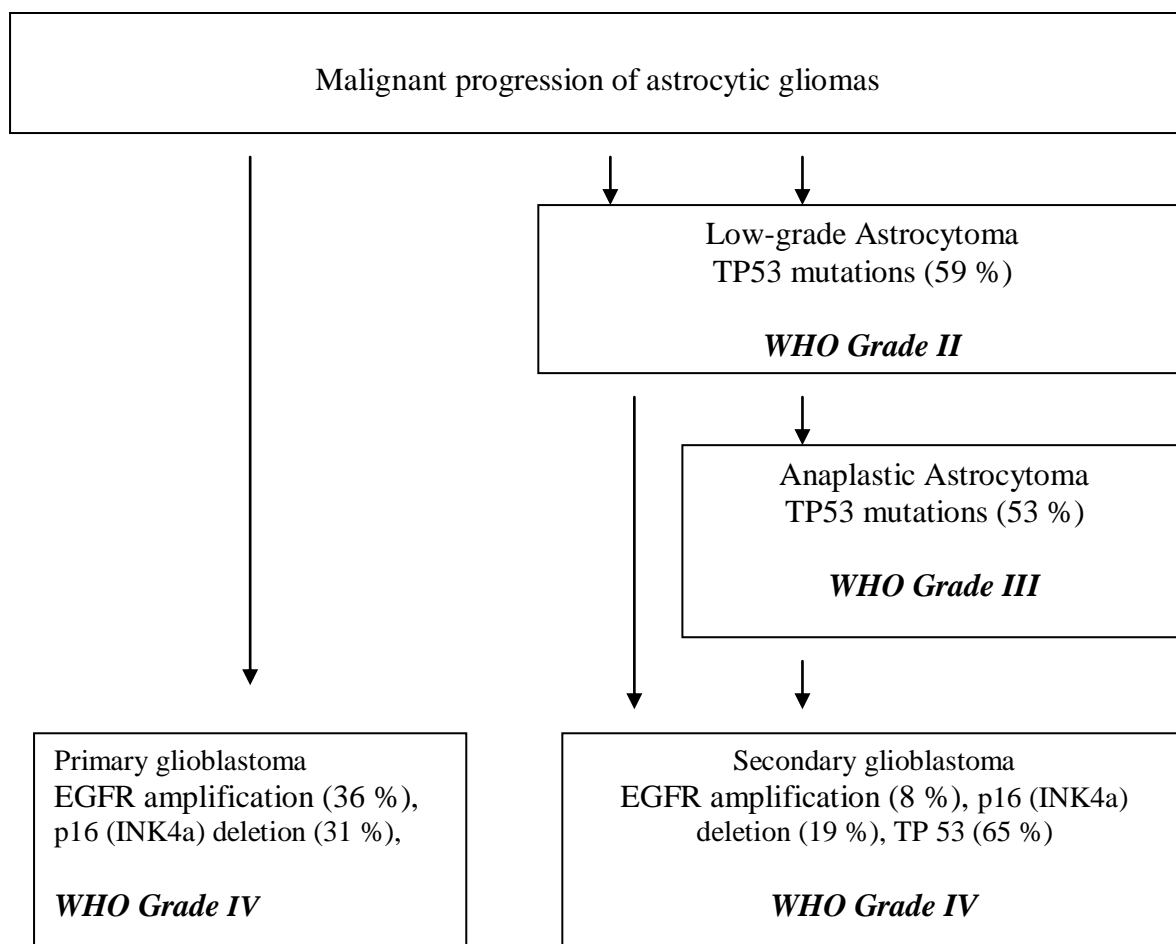 Malignant progression of astrocytic gliomas
Low-grade Astrocytoma
TP53 mutations (59 %)
WHO Grade II
Anaplastic Astrocytoma
TP53 mutations (53 %)
WHO Grade III
Primary glioblastoma
EGFR amplification (36 %),
p16 (INK4a) deletion (31 %),
WHO Grade IV
Secondary glioblastoma
EGFR amplification (8 %), p16 (INK4a)
deletion (19 %), TP 53 (65 %)
WHO Grade IV